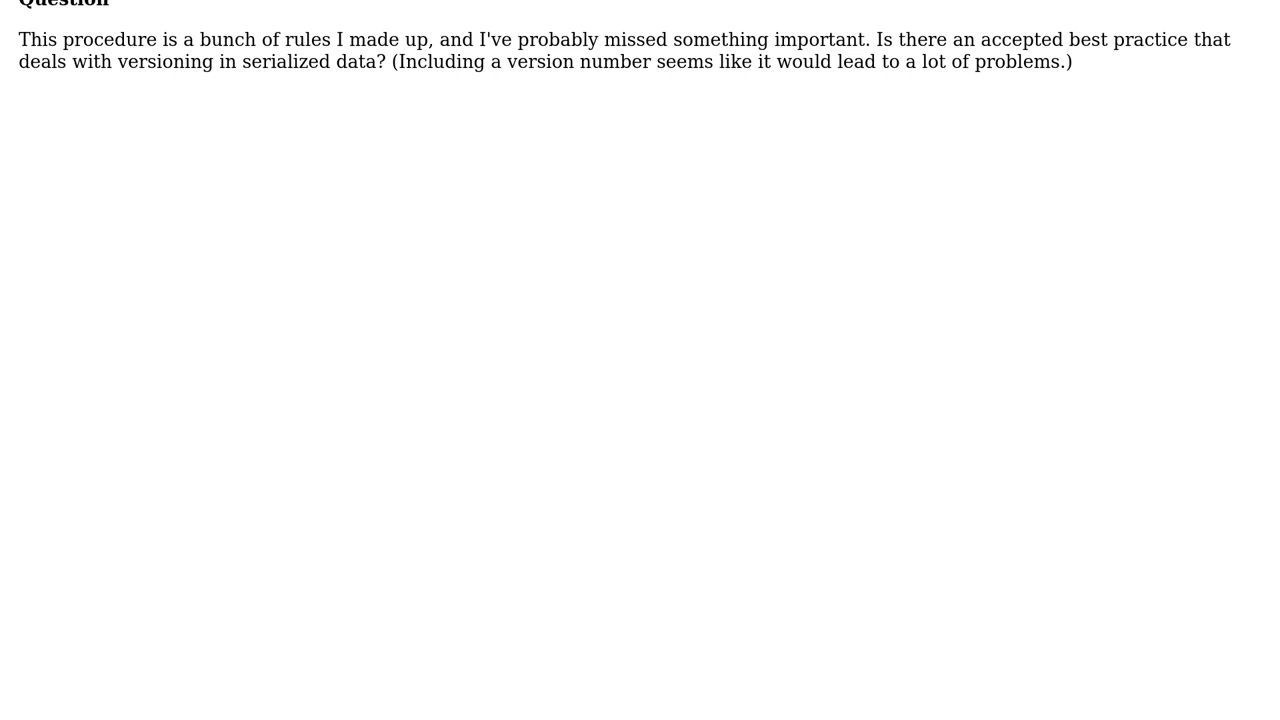 Question
This procedure is a bunch of rules I made up, and I've probably missed something important. Is there an accepted best practice that
deals with versioning in serialized data? (Including a version number seems like it would lead to a lot of problems.)